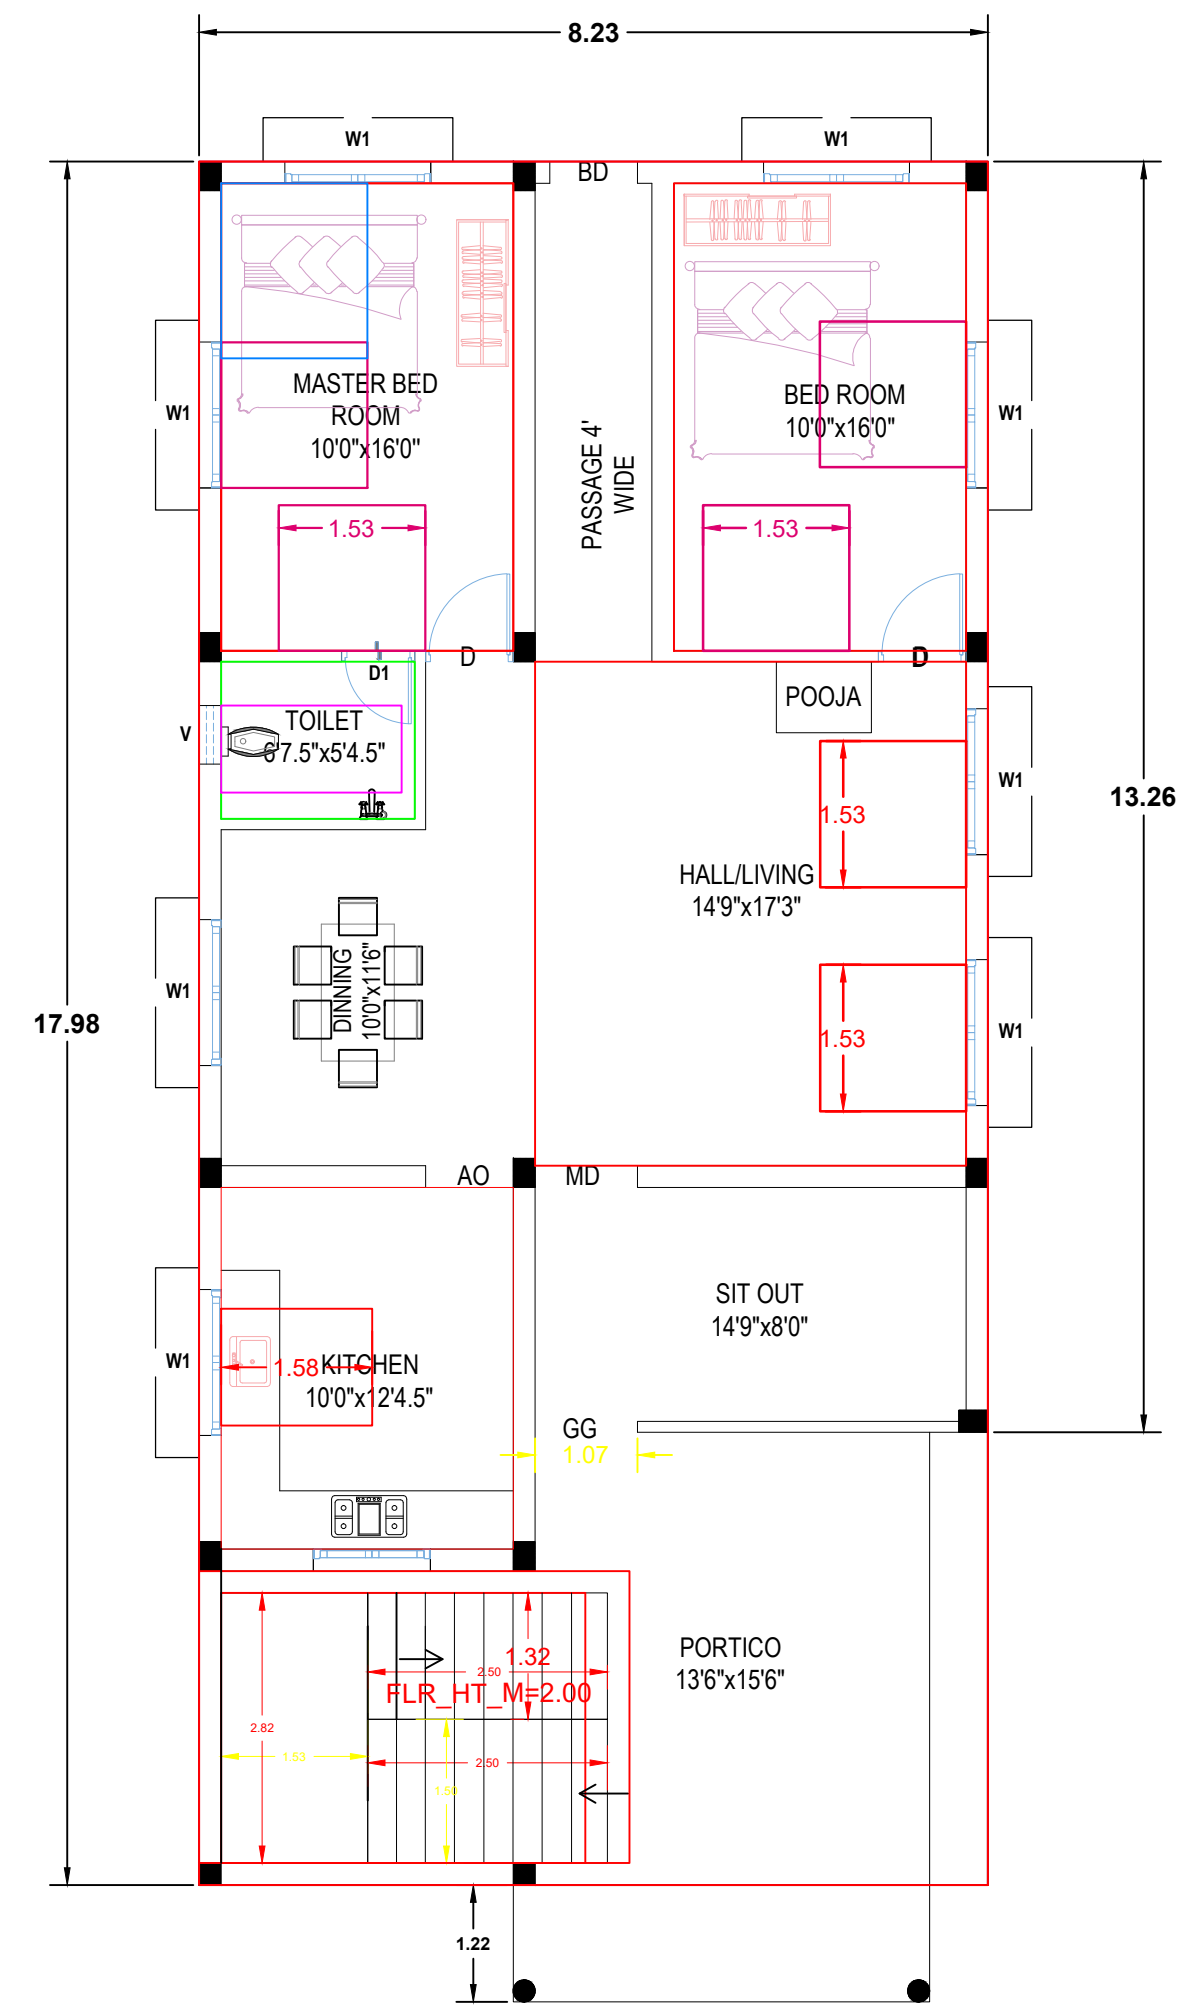 8.23
W1
W1
BD
MASTER BED
ROOM
10'0"x16'0"
BED ROOM
10'0"x16'0"
W1
W1
PASSAGE 4'
WIDE
1.53
1.53
D
D
D1
POOJA
V
TOILET
6'7.5"x5'4.5"
W1
13.26
1.53
HALL/LIVING
14'9"x17'3"
DINNING
10'0"x11'6"
W1
17.98
1.53
W1
AO
MD
SIT OUT
14'9"x8'0"
W1
1.58
KITCHEN
10'0"x12'4.5"
GG
1.07
PORTICO
13'6"x15'6"
1.32
2.50
FLR_HT_M=2.00
2.82
1.53
2.50
1.50
1.22